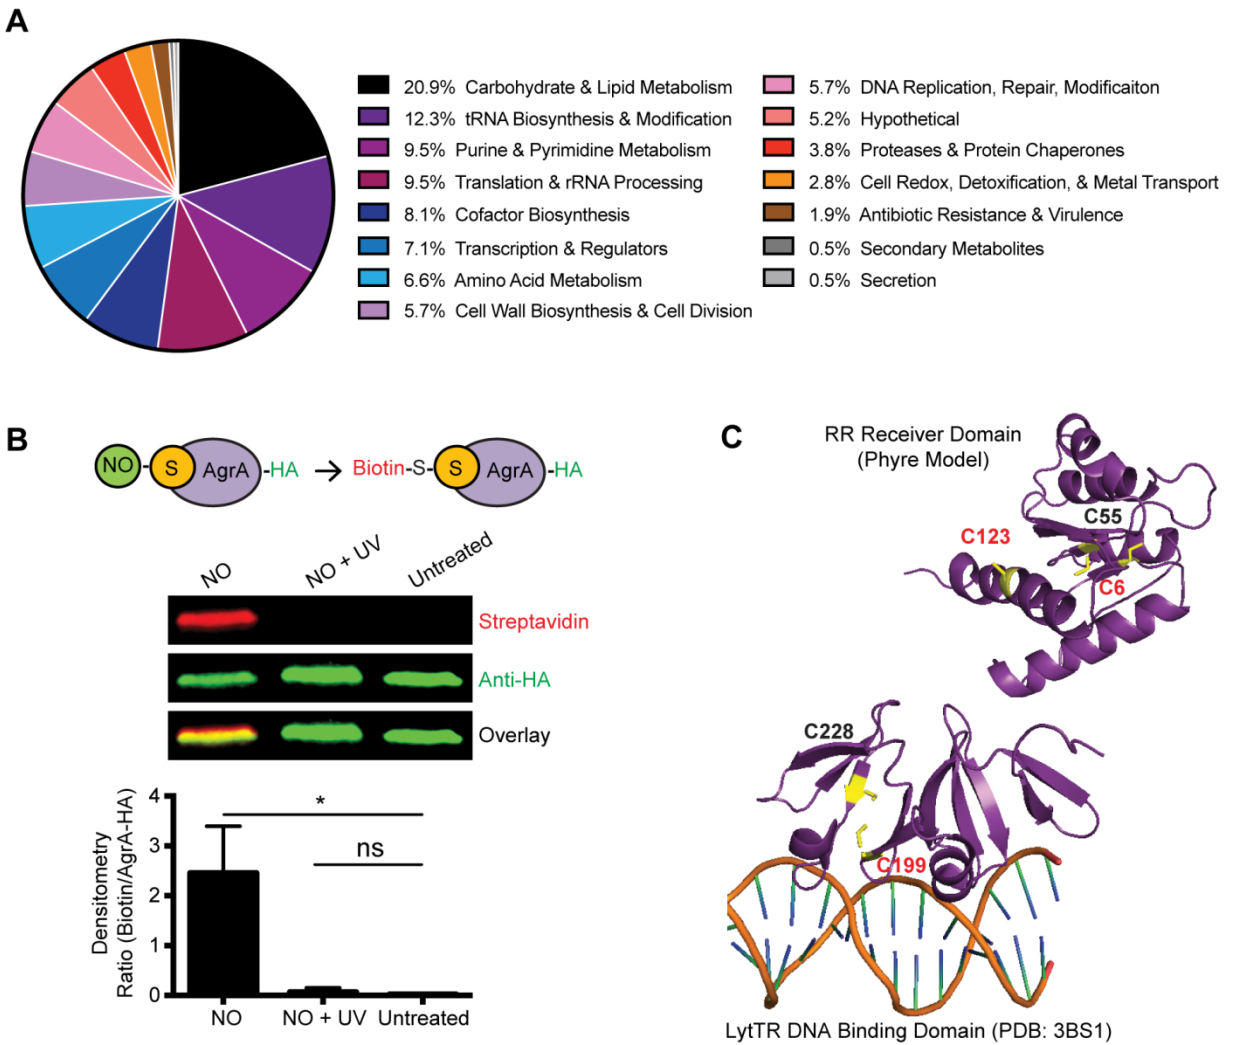 A
20.9% Carbohydrate & Lipid Metabolism
12.3% tRNA Biosynthesis & Modification
9.5% Purine & Pyrimidine Metabolism
9.5% Translation & rRNA Processing
8.1% Cofactor Biosynthesis
7.1% Transcription & Regulators
6.6% Amino Acid Metabolism
5.7% Cell Wall Biosynthesis & Cell Division
5.7% DNA Replication, Repair, Modificaiton
5.2% Hypothetical
3.8% Proteases & Protein Chaperones
2.8% Cell Redox, Detoxification, & Metal Transport
1.9% Antibiotic Resistance & Virulence
0.5% Secondary Metabolites
0.5% Secretion
B
NO - S AgrA -HA → Biotin-S- S AgrA -HA
NO NO + UV Untreated
Streptavidin
Anti-HA
Overlay
Densitometry
Ratio (Biotin/AgrA-HA)
4
3
2
1
0
*
ns
NO NO + UV Untreated
C
RR Receiver Domain
(Phyre Model)
C55
C123
C6
C228
C199
LytTR DNA Binding Domain (PDB: 3BS1)